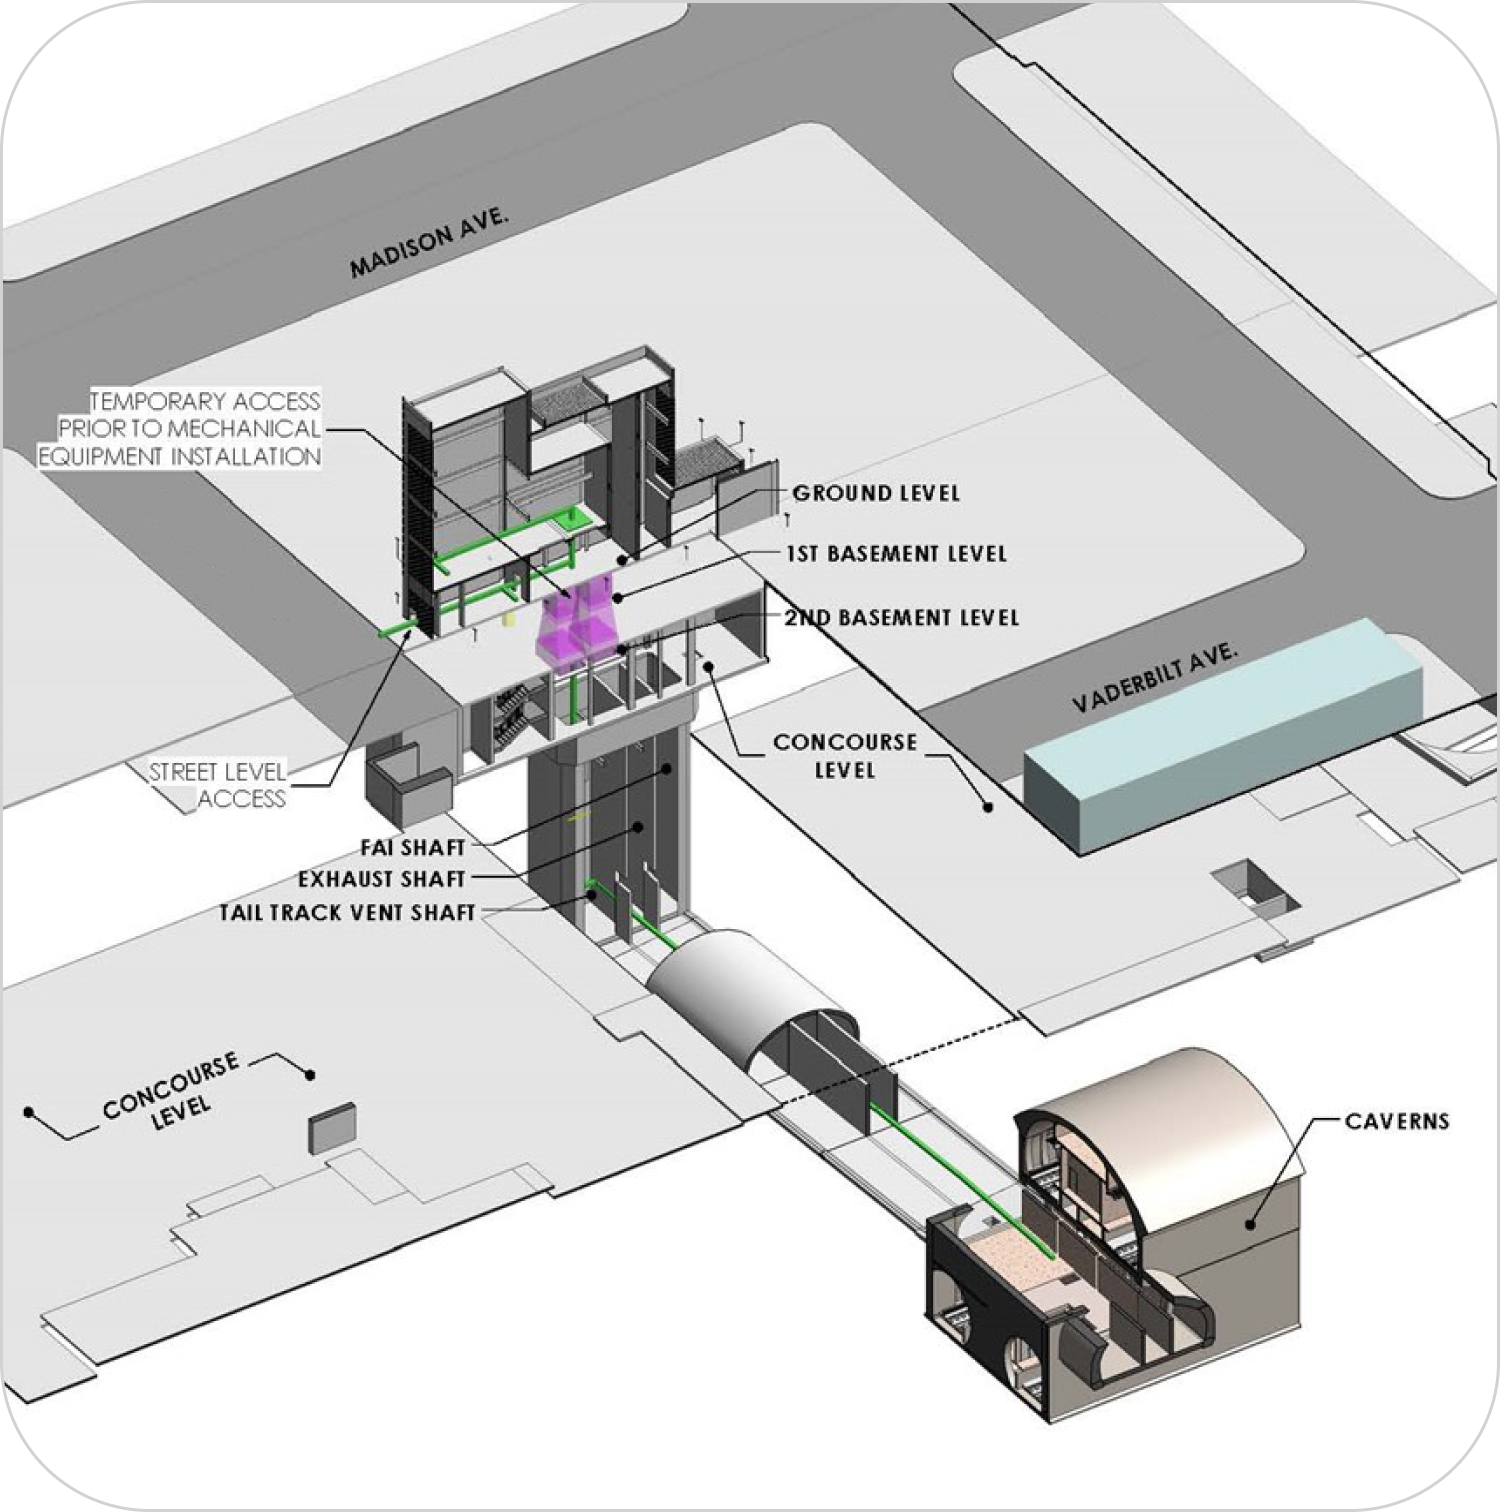 MADISON AVE.
TEMPORARY ACCESS
PRIOR TO MECHANICAL
EQUIPMENT INSTALLATION
GROUND LEVEL
1ST BASEMENT LEVEL
2ND BASEMENT LEVEL
VADERBILT AVE.
CONCOURSE
LEVEL
STREET LEVEL
ACCESS
FAI SHAFT
EXHAUST SHAFT
TAIL TRACK VENT SHAFT
CONCOURSE
LEVEL
CAVERNS